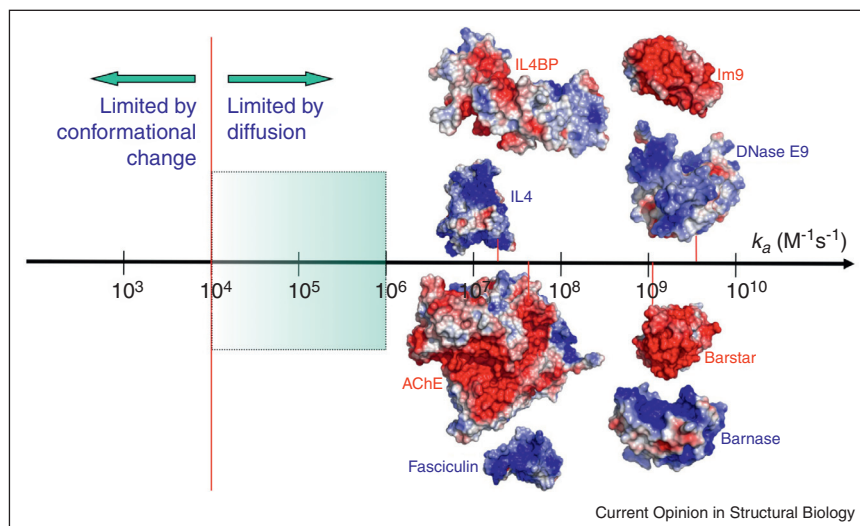 IL4BP
Im9
Limited by
conformational
change
Limited by
diffusion
DNase E9
IL4
kₐ (M⁻¹s⁻¹)
10³
10⁴
10⁵
10⁶
10⁷
10⁸
10⁹
10¹⁰
AChE
Barstar
Fasciculin
Barnase
Current Opinion in Structural Biology